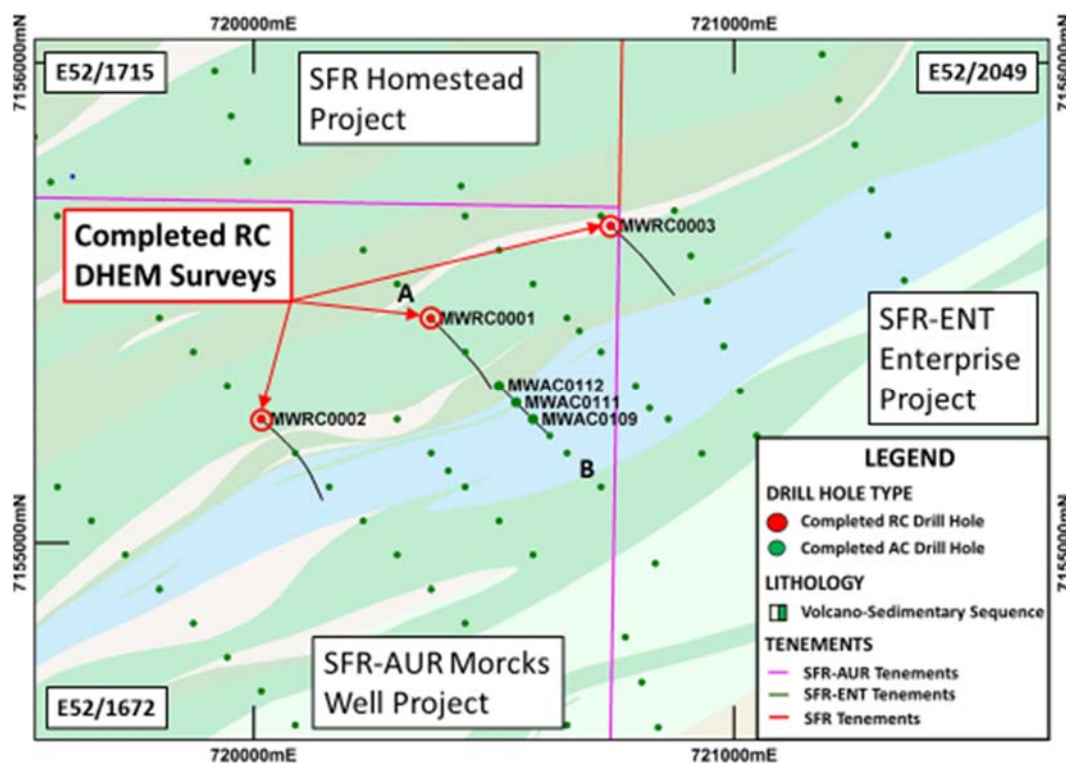 720000mE
721000mE
7156000mN
7156000mN
E52/1715
SFR Homestead
Project
E52/2049
Completed RC
DHEM Surveys
MWRC0003
A
MWRC0001
SFR-ENT
Enterprise
Project
MWAC0112
MWAC0111
MWAC0109
MWRC0002
B
LEGEND
DRILL HOLE TYPE
Completed RC Drill Hole
Completed AC Drill Hole
LITHOLOGY
Volcano-Sedimentary Sequence
TENEMENTS
SFR-AUR Tenements
SFR-ENT Tenements
SFR Tenements
7155000mN
7155000mN
SFR-AUR Morcks
Well Project
E52/1672
720000mE
721000mE